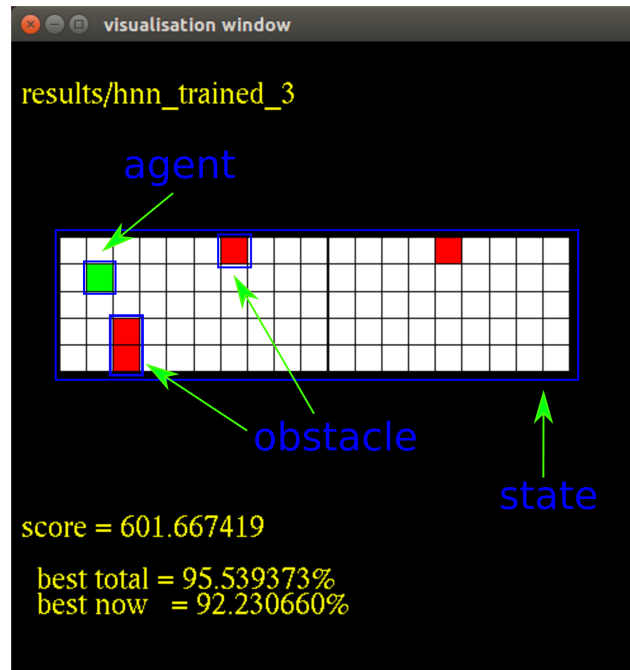 visualisation window
results/hnn_trained_3
agent
obstacle
state
score = 601.667419
best total = 95.539373%
best now = 92.230660%